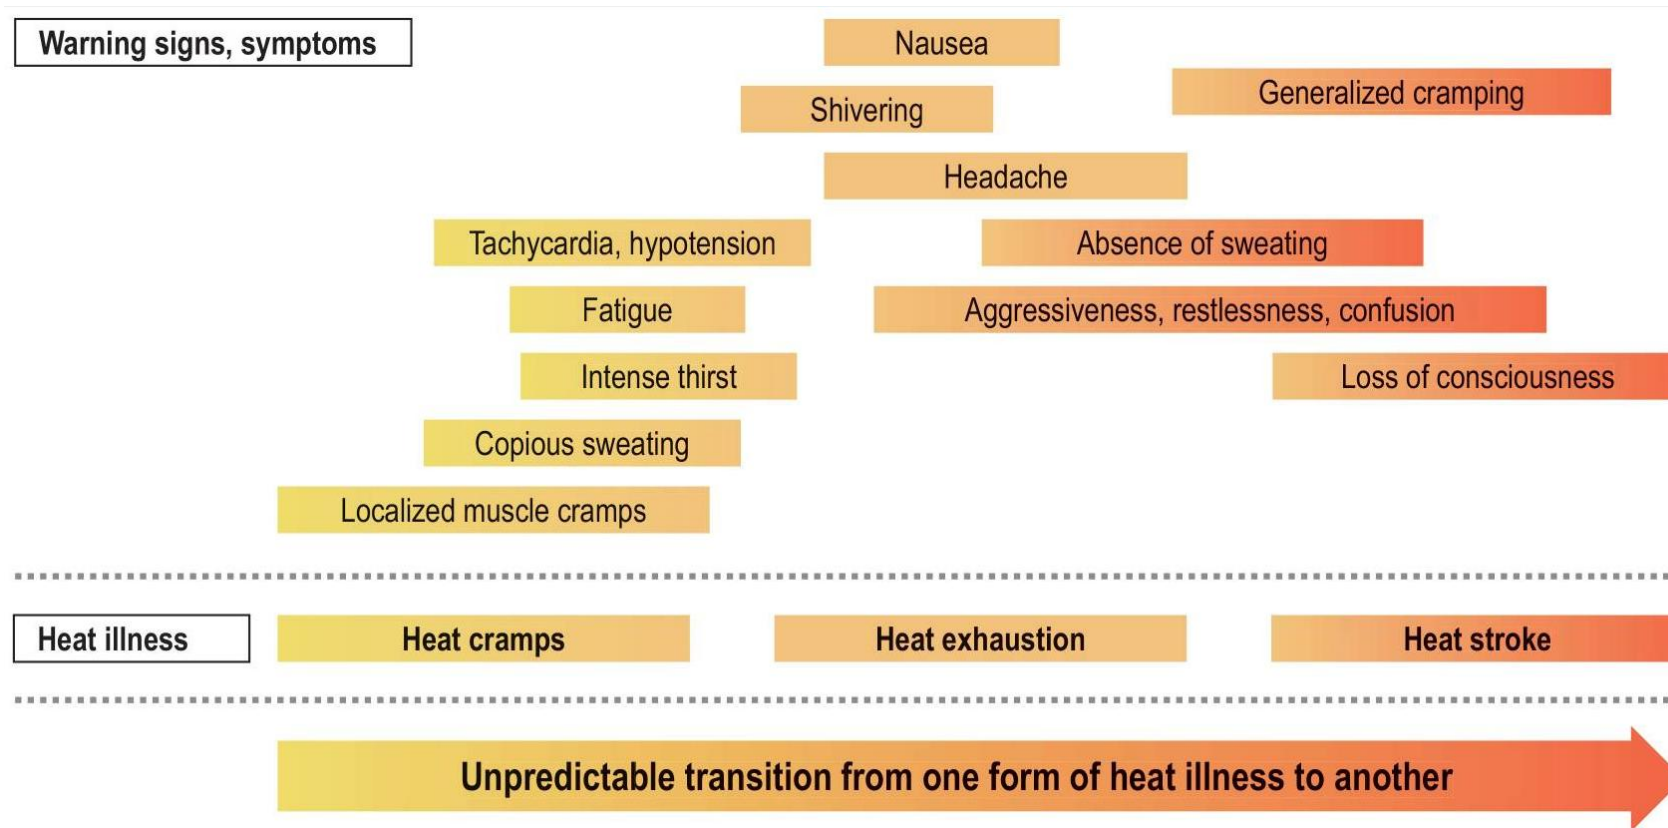 Warning signs, symptoms
Nausea
Generalized cramping
Shivering
Headache
Tachycardia, hypotension
Absence of sweating
Fatigue
Aggressiveness, restlessness, confusion
Intense thirst
Loss of consciousness
Copious sweating
Localized muscle cramps
Heat illness
Heat cramps
Heat exhaustion
Heat stroke
Unpredictable transition from one form of heat illness to another